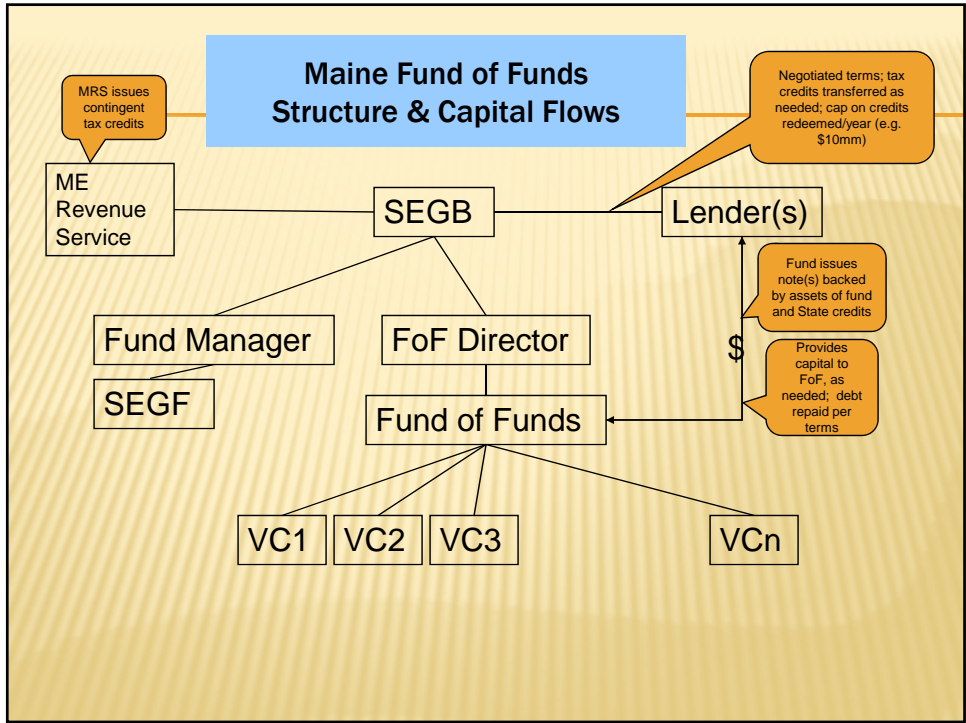 Maine Fund of Funds
Structure & Capital Flows
MRS issues
contingent
tax credits
Negotiated terms; tax
credits transferred as
needed; cap on credits
redeemed/year (e.g.
$10mm)
ME
Revenue
Service
SEGB
Lender(s)
Fund issues
note(s) backed
by assets of fund
and State credits
Fund Manager
FoF Director
$
Provides
capital to
FoF, as
needed; debt
repaid per
terms
SEGF
Fund of Funds
VC1
VC2
VC3
VCn